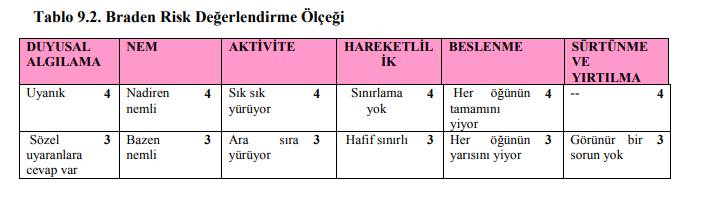 Tablo 9.2. Braden Risk Değerlendirme Ölçeği
DUYUSAL ALGILAMA NEM AKTİVİTE HAREKETLİLİK BESLENME SÜRTÜNME VE YIRTILMA
Uyanık 4 Nadiren nemli 4 Sık sık yürüyor 4 Sınırlama yok 4 Her öğünün tamamını yiyor 4 -- 4
Sözel uyaranlara cevap var 3 Bazen nemli 3 Ara sıra yürüyor 3 Hafif sınırlı 3 Her öğünün yarısını yiyor 3 Görünür bir sorun yok 3